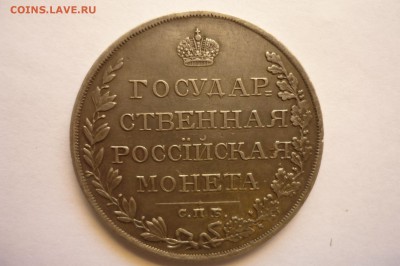 COINS.LAVE.RU
ГОСУДАР-
СТВЕННАЯ
РОССІЙСКАЯ
МОНЕТА
С.П.Б.